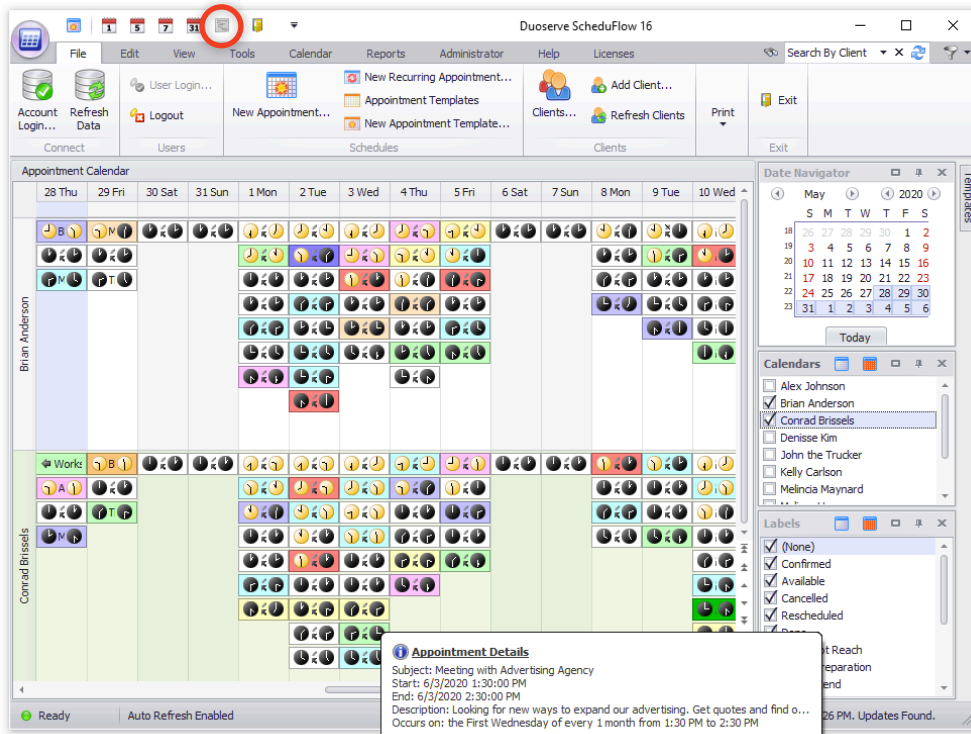 1 5 7 31
Duoserve ScheduFlow 16
File Edit View Tools Calendar Reports Administrator Help Licenses
Search By Client
Account Login...
Refresh Data
Connect
User Login...
Logout
Users
New Appointment...
New Recurring Appointment...
Appointment Templates
New Appointment Template...
Schedules
Clients...
Add Client...
Refresh Clients
Clients
Print
Exit
Exit
Appointment Calendar
28 Thu 29 Fri 30 Sat 31 Sun 1 Mon 2 Tue 3 Wed 4 Thu 5 Fri 6 Sat 7 Sun 8 Mon 9 Tue 10 Wed
Brian Anderson
B M
M T
Conrad Brissels
Works B
A
T
M
Date Navigator
May 2020
S M T W T F S
18 26 27 28 29 30 1 2
19 3 4 5 6 7 8 9
20 10 11 12 13 14 15 16
21 17 18 19 20 21 22 23
22 24 25 26 27 28 29 30
23 31 1 2 3 4 5 6
Today
Templates
Calendars
Alex Johnson
Brian Anderson
Conrad Brissels
Denisse Kim
John the Trucker
Kelly Carlson
Melincia Maynard
Labels
(None)
Confirmed
Available
Cancelled
Rescheduled
ot Reach
reparation
end
Appointment Details
Subject: Meeting with Advertising Agency
Start: 6/3/2020 1:30:00 PM
End: 6/3/2020 2:30:00 PM
Description: Looking for new ways to expand our advertising. Get quotes and find o...
Occurs on: the First Wednesday of every 1 month from 1:30 PM to 2:30 PM
Ready
Auto Refresh Enabled
26 PM. Updates Found.